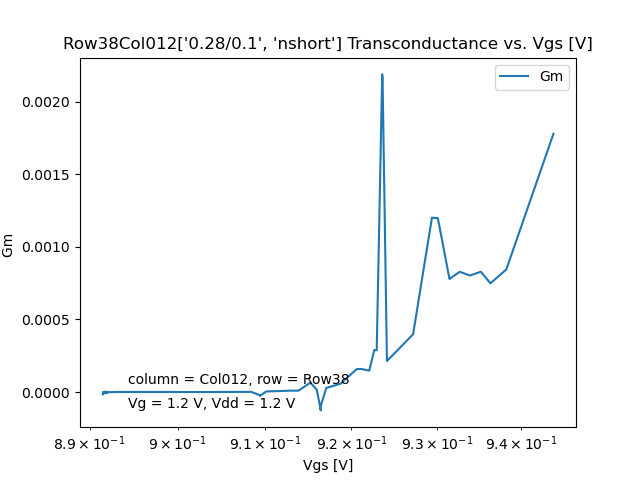 Row38Col012['0.28/0.1', 'nshort'] Transconductance vs. Vgs [V]
Gm
0.0020
0.0015
0.0010
0.0005
0.0000
Gm
column = Col012, row = Row38
Vg = 1.2 V, Vdd = 1.2 V
8.9 × 10⁻¹ 9 × 10⁻¹ 9.1 × 10⁻¹ 9.2 × 10⁻¹ 9.3 × 10⁻¹ 9.4 × 10⁻¹
Vgs [V]